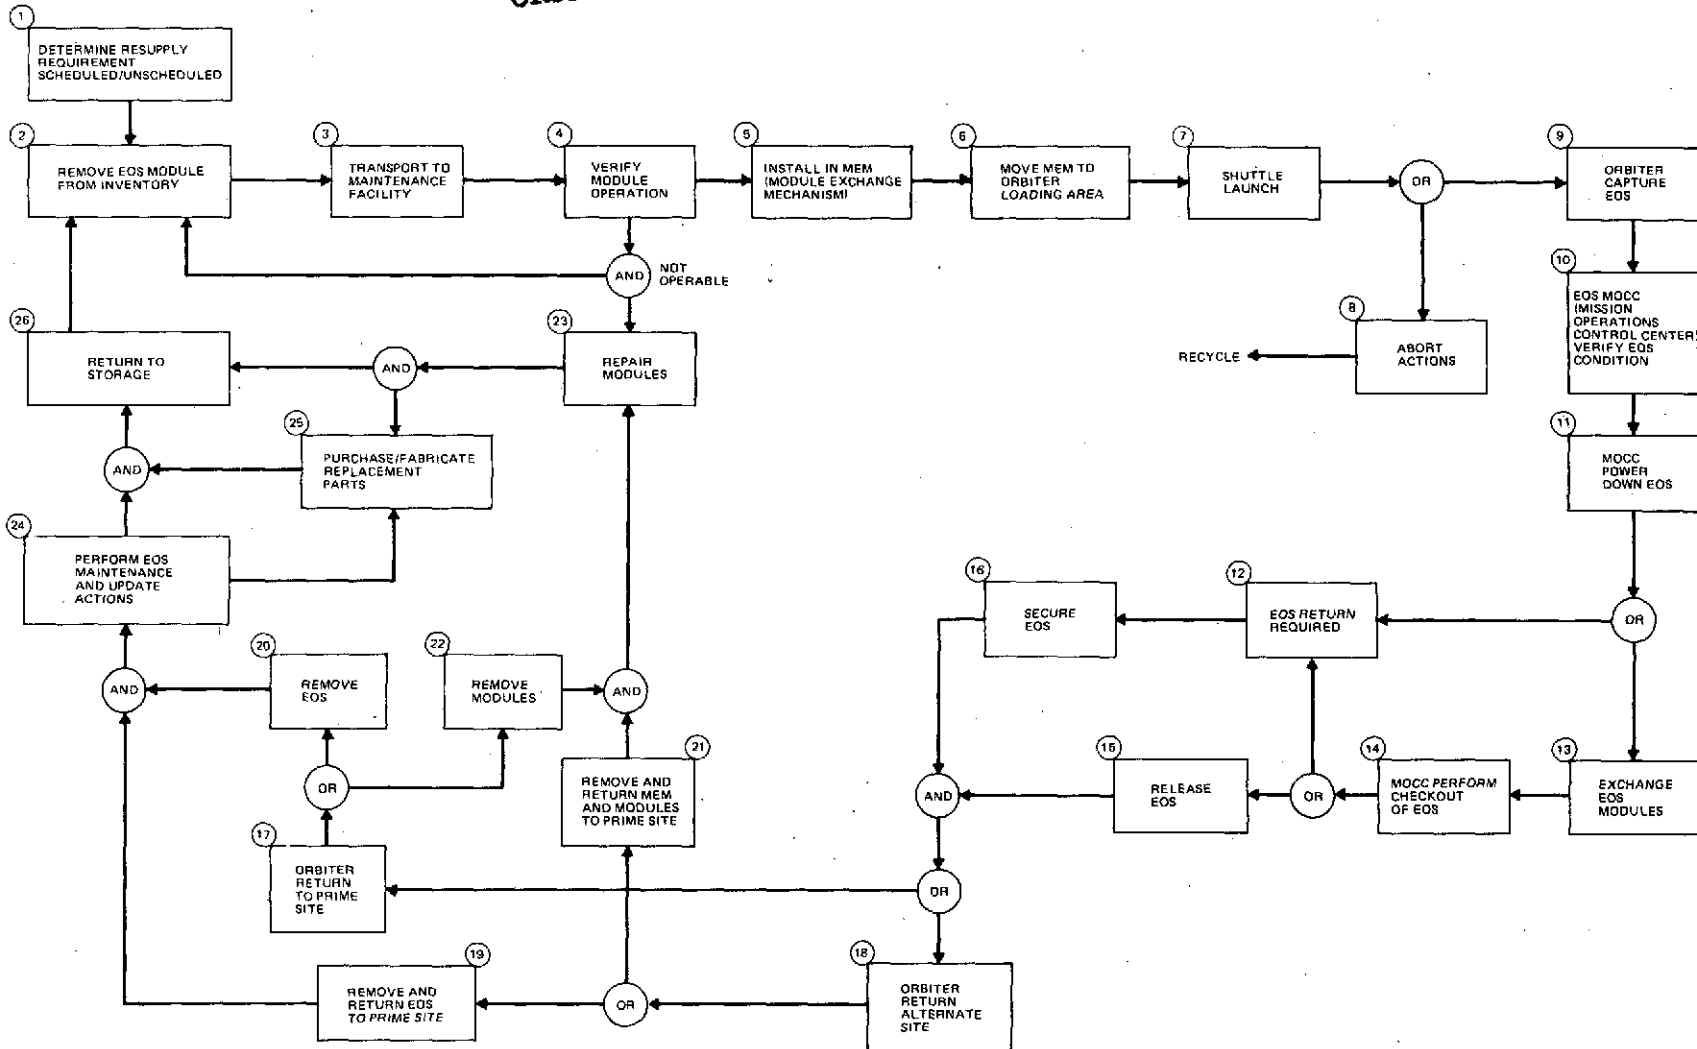 1
DETERMINE RESUPPLY
REQUIREMENT
SCHEDULED/UNSCHEDULED
2
REMOVE EOS MODULE
FROM INVENTORY
3
TRANSPORT TO
MAINTENANCE
FACILITY
4
VERIFY
MODULE
OPERATION
5
INSTALL IN MEM
(MODULE EXCHANGE
MECHANISM)
6
MOVE MEM TO
ORBITER
LOADING AREA
7
SHUTTLE
LAUNCH
OR
9
ORBITER
CAPTURE
EOS
AND
NOT
OPERABLE
10
EOS MOCC
(MISSION
OPERATIONS
CONTROL CENTER)
VERIFY EOS
CONDITION
8
ABORT
ACTIONS
RECYCLE
26
RETURN TO
STORAGE
AND
23
REPAIR
MODULES
25
PURCHASE/FABRICATE
REPLACEMENT
PARTS
AND
11
MOCC
POWER
DOWN EOS
24
PERFORM EOS
MAINTENANCE
AND UPDATE
ACTIONS
16
SECURE
EOS
12
EOS RETURN
REQUIRED
OR
AND
20
REMOVE
EOS
22
REMOVE
MODULES
AND
21
REMOVE AND
RETURN MEM
AND MODULES
TO PRIME SITE
OR
AND
15
RELEASE
EOS
OR
14
MOCC PERFORM
CHECKOUT
OF EOS
13
EXCHANGE
EOS
MODULES
17
ORBITER
RETURN
TO PRIME
SITE
OR
19
REMOVE AND
RETURN EOS
TO PRIME SITE
OR
18
ORBITER
RETURN
ALTERNATE
SITE